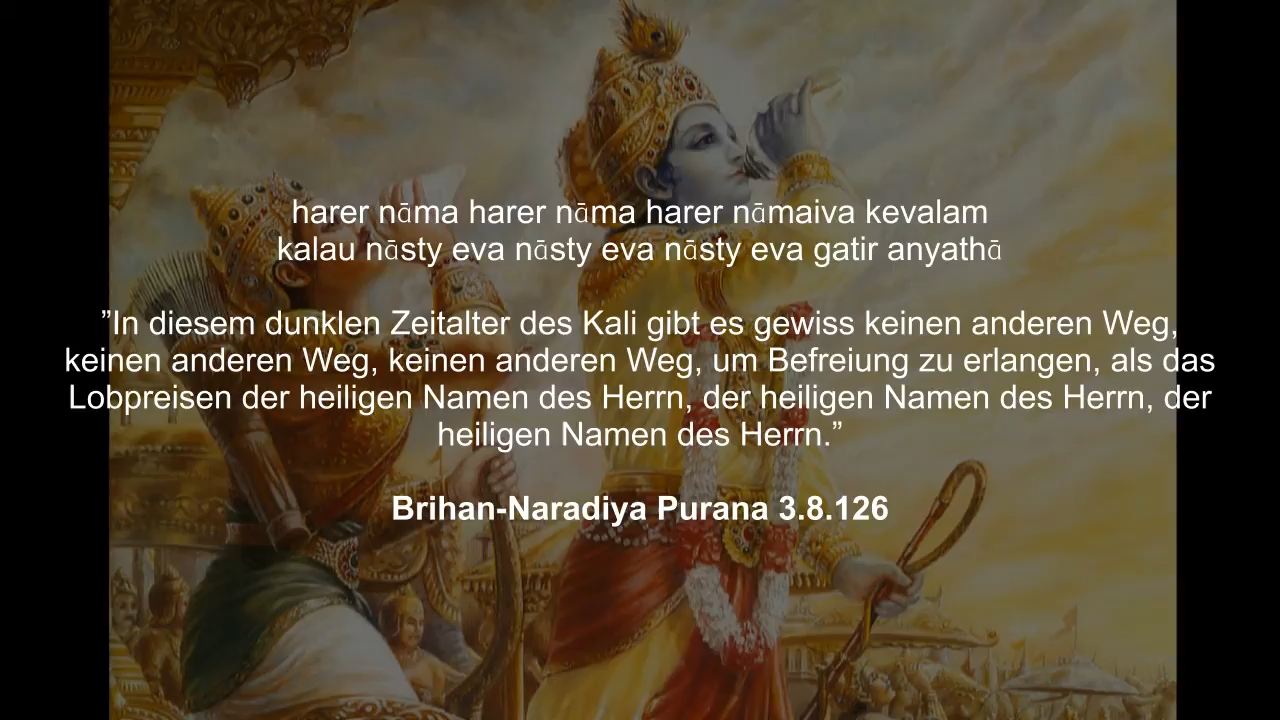 harer nāma harer nāma harer nāmaiva kevalam
kalau nāsty eva nāsty eva nāsty eva gatir anyathā
”In diesem dunklen Zeitalter des Kali gibt es gewiss keinen anderen Weg,
keinen anderen Weg, keinen anderen Weg, um Befreiung zu erlangen, als das
Lobpreisen der heiligen Namen des Herrn, der heiligen Namen des Herrn, der
heiligen Namen des Herrn.”
Brihan-Naradiya Purana 3.8.126